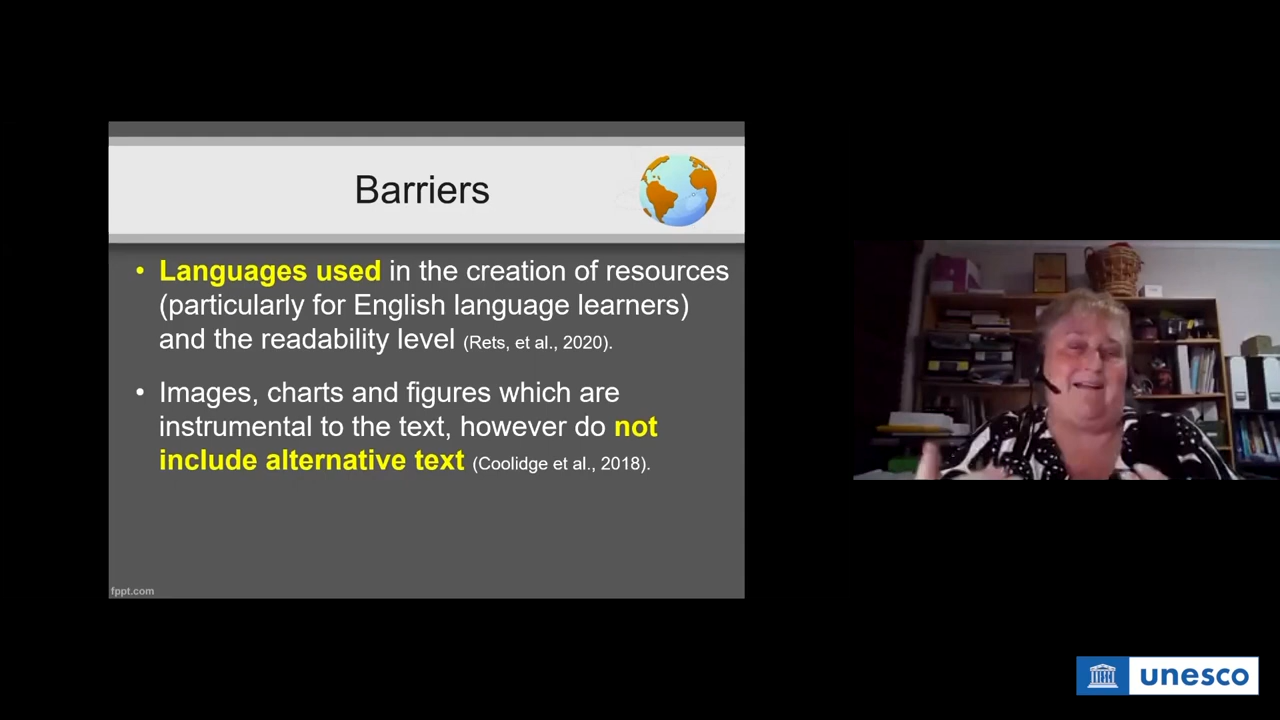 Barriers
• Languages used in the creation of resources
(particularly for English language learners)
and the readability level (Rets, et al., 2020).
• Images, charts and figures which are
instrumental to the text, however do not
include alternative text (Coolidge et al., 2018).
fppt.com
unesco